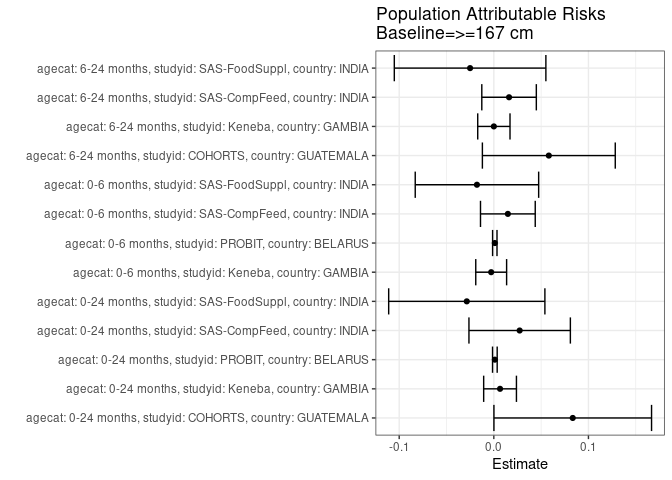 Population Attributable Risks
Baseline=>=167 cm
agecat: 6-24 months, studyid: SAS-FoodSuppl, country: INDIA
agecat: 6-24 months, studyid: SAS-CompFeed, country: INDIA
agecat: 6-24 months, studyid: Keneba, country: GAMBIA
agecat: 6-24 months, studyid: COHORTS, country: GUATEMALA
agecat: 0-6 months, studyid: SAS-FoodSuppl, country: INDIA
agecat: 0-6 months, studyid: SAS-CompFeed, country: INDIA
agecat: 0-6 months, studyid: PROBIT, country: BELARUS
agecat: 0-6 months, studyid: Keneba, country: GAMBIA
agecat: 0-24 months, studyid: SAS-FoodSuppl, country: INDIA
agecat: 0-24 months, studyid: SAS-CompFeed, country: INDIA
agecat: 0-24 months, studyid: PROBIT, country: BELARUS
agecat: 0-24 months, studyid: Keneba, country: GAMBIA
agecat: 0-24 months, studyid: COHORTS, country: GUATEMALA
-0.1 0.0 0.1
Estimate